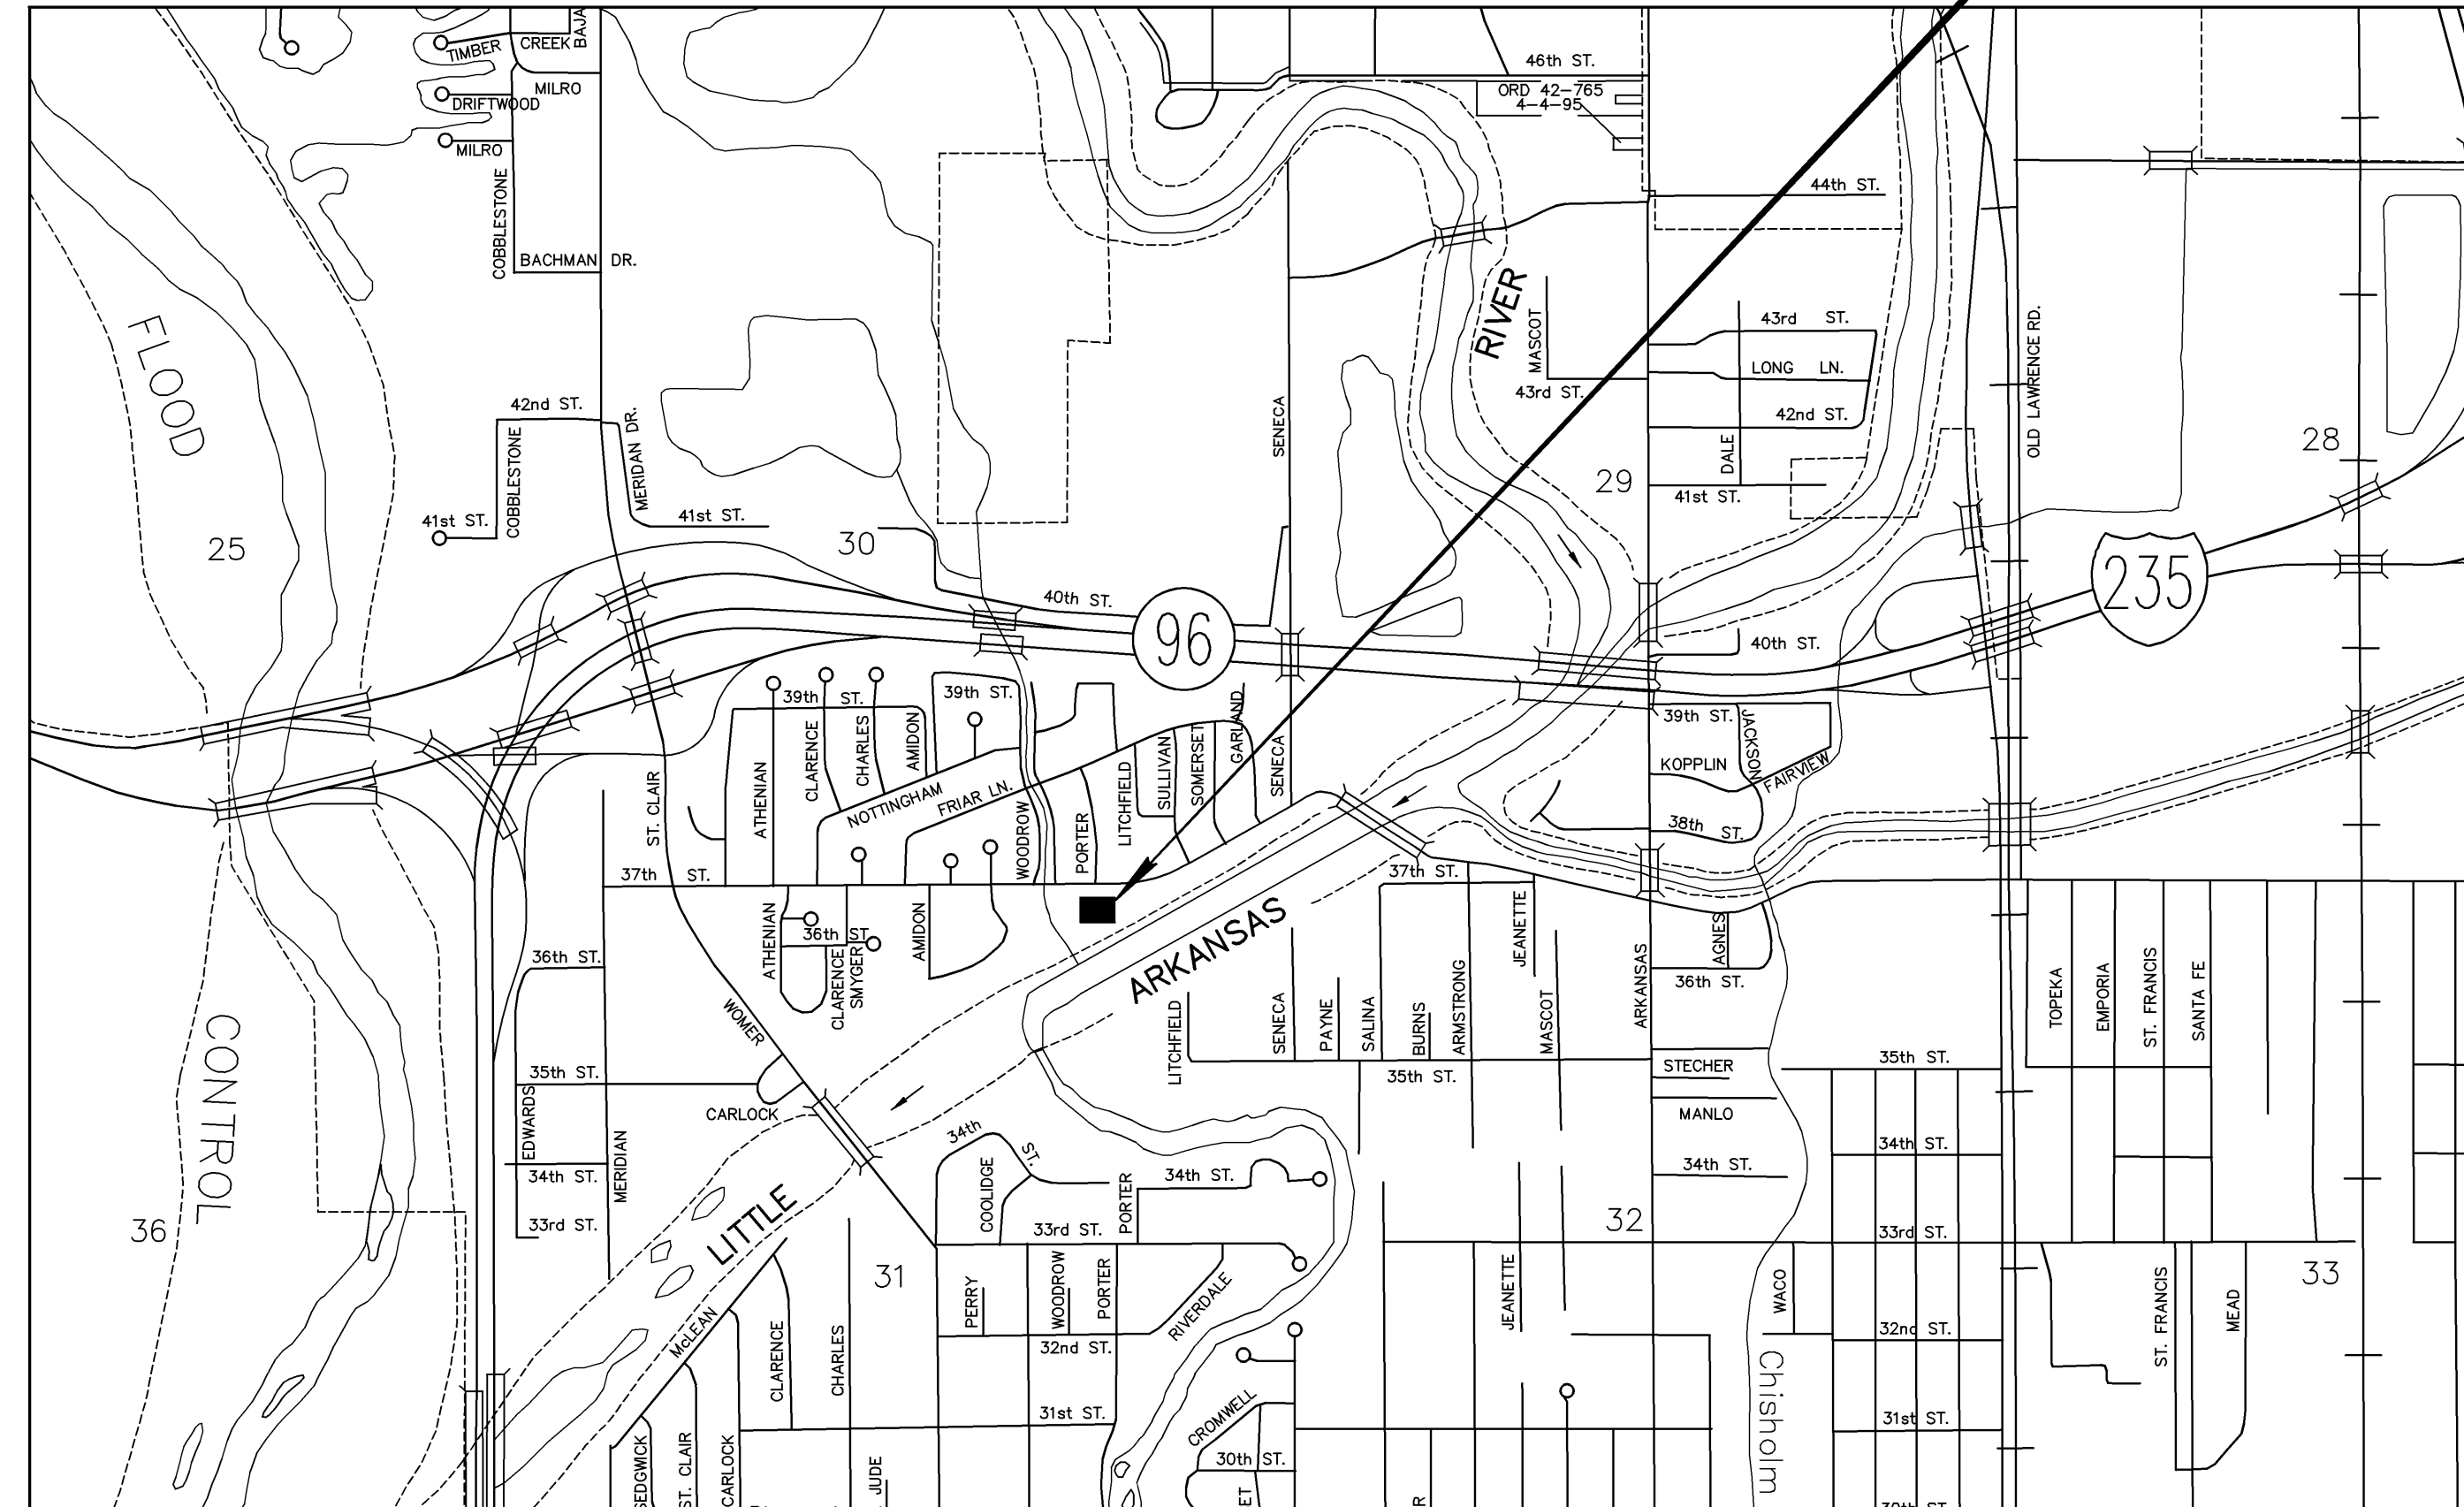 TIMBER
CREEK
BAJA
MILRO
DRIFTWOOD
MILRO
COBBLESTONE
BACHMAN DR.
46th ST.
ORD 42-765
4-4-95
44th ST.
FLOOD
RIVER
MASCOT
43rd ST.
43rd ST.
LONG LN.
42nd ST.
DALE
41st ST.
OLD LAWRENCE RD.
28
29
SENECA
42nd ST.
COBBLESTONE
41st ST.
MERIDAN DR.
41st ST.
25
30
40th ST.
96
235
40th ST.
39th ST.
39th ST.
39th ST.
JACKSON
KOPPLIN
FAIRVIEW
38th ST.
ST. CLAIR
ATHENIAN
CLARENCE
CHARLES
AMIDON
NOTTINGHAM
FRIAR LN.
WOODROW
PORTER
LITCHFIELD
SULLIVAN
SOMERSET
GARLAND
SENECA
37th ST.
37th ST.
ATHENIAN
36th ST
CLARENCE
SMYGER
AMIDON
ARKANSAS
36th ST.
WOMER
JEANETTE
AGNES
36th ST.
ARKANSAS
LITCHFIELD
SENECA
PAYNE
SALINA
BURNS
ARMSTRONG
MASCOT
TOPEKA
EMPORIA
ST. FRANCIS
SANTA FE
CONTROL
35th ST.
35th ST.
STECHER
35th ST.
EDWARDS
CARLOCK
MANLO
MERIDIAN
34th ST.
34th ST.
COOLIDGE
PORTER
34th ST.
34th ST.
34th ST.
33rd ST.
33rd ST.
33rd ST.
36
LITTLE
31
32
33
McLEAN
PERRY
WOODROW
PORTER
RIVERDALE
JEANETTE
WACO
ST. FRANCIS
MEAD
CLARENCE
CHARLES
32nd ST.
32nd ST.
31st ST.
31st ST.
CROMWELL
30th ST.
Chisholm
SEDGWICK
ST. CLAIR
CARLOCK
JUDE
ET
R
30th ST.